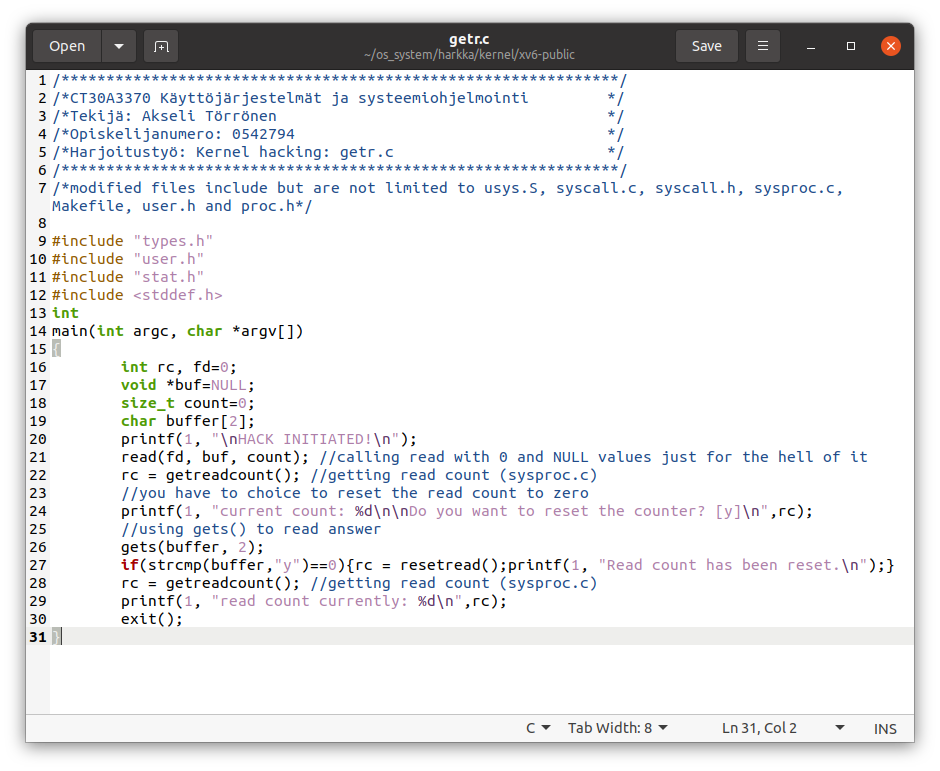 Open
getr.c
~/os_system/harkka/kernel/xv6-public
Save
1 /**************************************************************/
2 /*CT30A3370 Käyttöjärjestelmät ja systeemiohjelmointi         */
3 /*Tekijä: Akseli Törrönen                                     */
4 /*Opiskelijanumero: 0542794                                   */
5 /*Harjoitustyö: Kernel hacking: getr.c                        */
6 /**************************************************************/
7 /*modified files include but are not limited to usys.S, syscall.c, syscall.h, sysproc.c,
Makefile, user.h and proc.h*/
8
9 #include "types.h"
10 #include "user.h"
11 #include "stat.h"
12 #include <stddef.h>
13 int
14 main(int argc, char *argv[])
15 {
16         int rc, fd=0;
17         void *buf=NULL;
18         size_t count=0;
19         char buffer[2];
20         printf(1, "\nHACK INITIATED!\n");
21         read(fd, buf, count); //calling read with 0 and NULL values just for the hell of it
22         rc = getreadcount(); //getting read count (sysproc.c)
23         //you have to choice to reset the read count to zero
24         printf(1, "current count: %d\n\nDo you want to reset the counter? [y]\n",rc);
25         //using gets() to read answer
26         gets(buffer, 2);
27         if(strcmp(buffer,"y")==0){rc = resetread();printf(1, "Read count has been reset.\n");}
28         rc = getreadcount(); //getting read count (sysproc.c)
29         printf(1, "read count currently: %d\n",rc);
30         exit();
31 }
C
Tab Width: 8
Ln 31, Col 2
INS